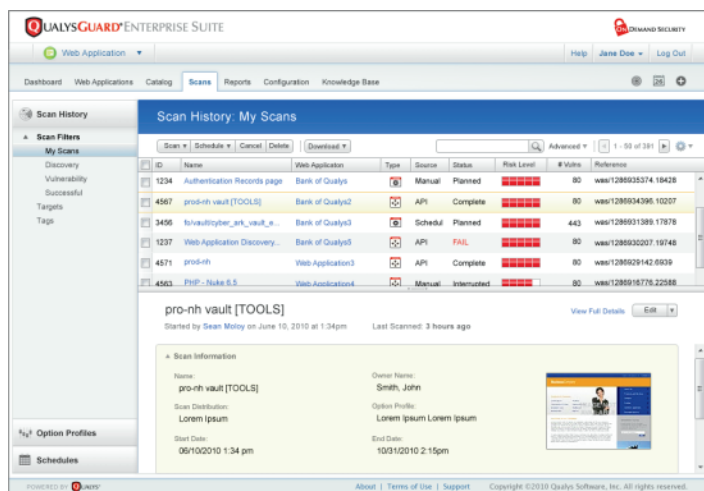 QUALYSGUARD® ENTERPRISE SUITE
ON DEMAND SECURITY
Web Application
Help Jane Doe Log Out
Dashboard Web Applications Catalog Scans Reports Configuration Knowledge Base
Scan History
Scan Filters
My Scans
Discovery
Vulnerability
Successful
Targets
Tags
Option Profiles
Schedules
Scan History: My Scans
Scan Schedule Cancel Delete Download Advanced 1 - 50 of 381
ID Name Web Applicaton Type Source Status Risk Level # Vulns Reference
1234 Authentication Records page Bank of Qualys Manual Planned 80 was/1286935374.18428
4567 prod-nh vault [TOOLS] Bank of Qualys2 API Complete 80 was/1286934396.10207
3456 fs/vault/cyber_ark_vault_e... Bank of Qualys3 Schedul Planned 443 was/1286931389.17878
1237 Web Application Discovery... Bank of Qualys5 API FAIL 80 was/1286930207.19748
4571 prod-nh Web Application3 API Complete 80 was/1286929142.6939
4563 PHP - Nuke 6.5 Web Application4 Manual Interrupted 80 was/1286916776.22588
pro-nh vault [TOOLS]
View Full Details Edit
Started by Sean Moloy on June 10, 2010 at 1:34pm Last Scanned: 3 hours ago
Scan Information
Name: Owner Name:
pro-nh vault [TOOLS] Smith, John
Scan Distribution: Option Profile:
Lorem Ipsum Lorem Ipsum Lorem Ipsum
Start Date: End Date:
06/10/2010 1:34 pm 10/31/2010 2:15pm
POWERED BY QUALYS®
About | Terms of Use | Support Copyright ©2010 Qualys Software, Inc. All rights reserved.